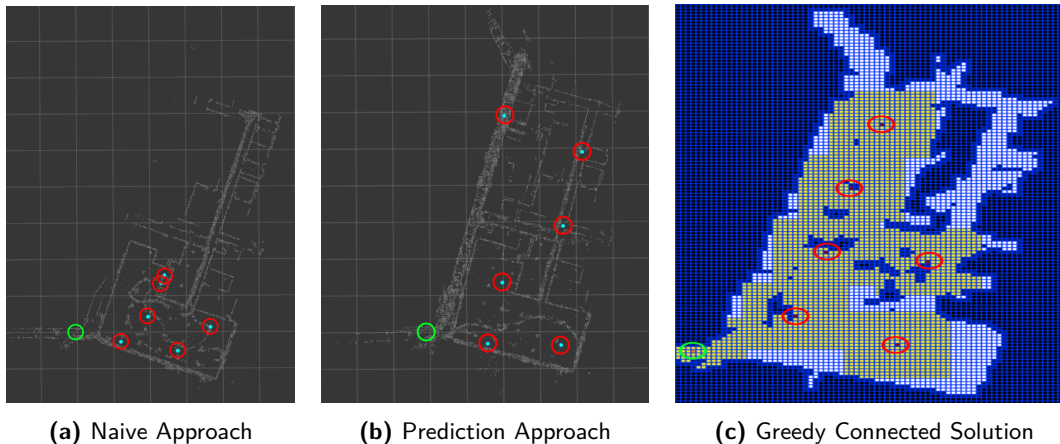 (a) Naive Approach
(b) Prediction Approach
(c) Greedy Connected Solution